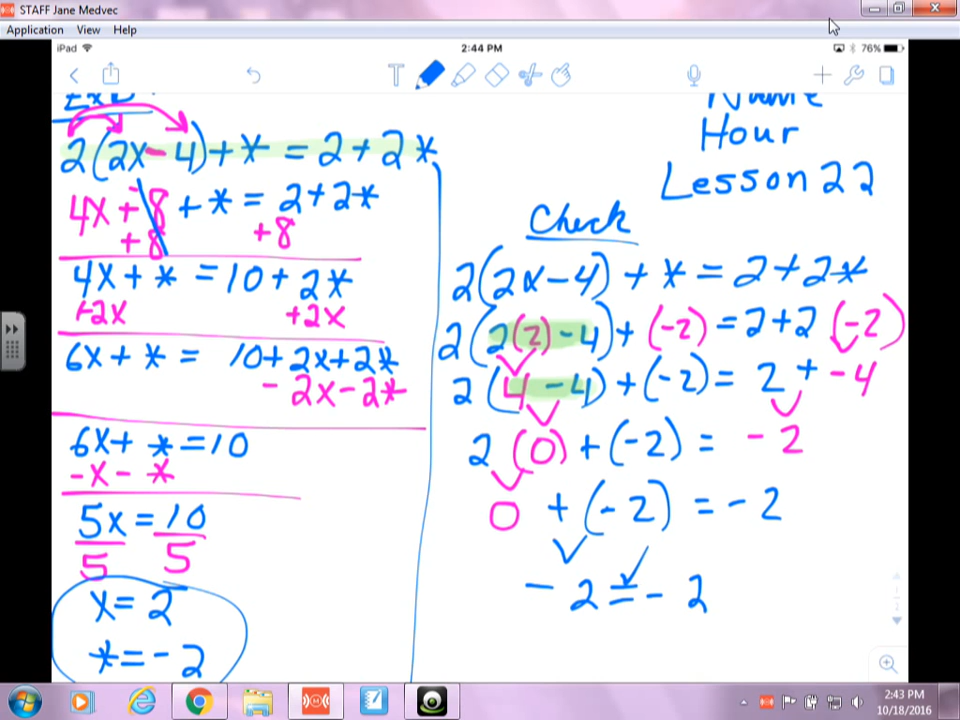 STAFF Jane Medvec
Application View Help
iPad 2:44 PM 76%
T
2(2x-4)+* = 2+2*
4x+-8 +* = 2+2*
+8 +8
4x + * = 10 + 2*
+2x +2x
6x + * = 10+2x+2*
-2x-2*
6x+ * = 10
-x - *
5x = 10
5 5
x = 2
* = -2
Name
Hour
Lesson 22
Check
2(2x-4) + * = 2+2*
2(2(2)-4)+(-2) = 2+2(-2)
2(4-4)+(-2) = 2 + -4
2(0)+(-2) = -2
0 +(-2) = -2
-2 = -2
2:43 PM
10/18/2016